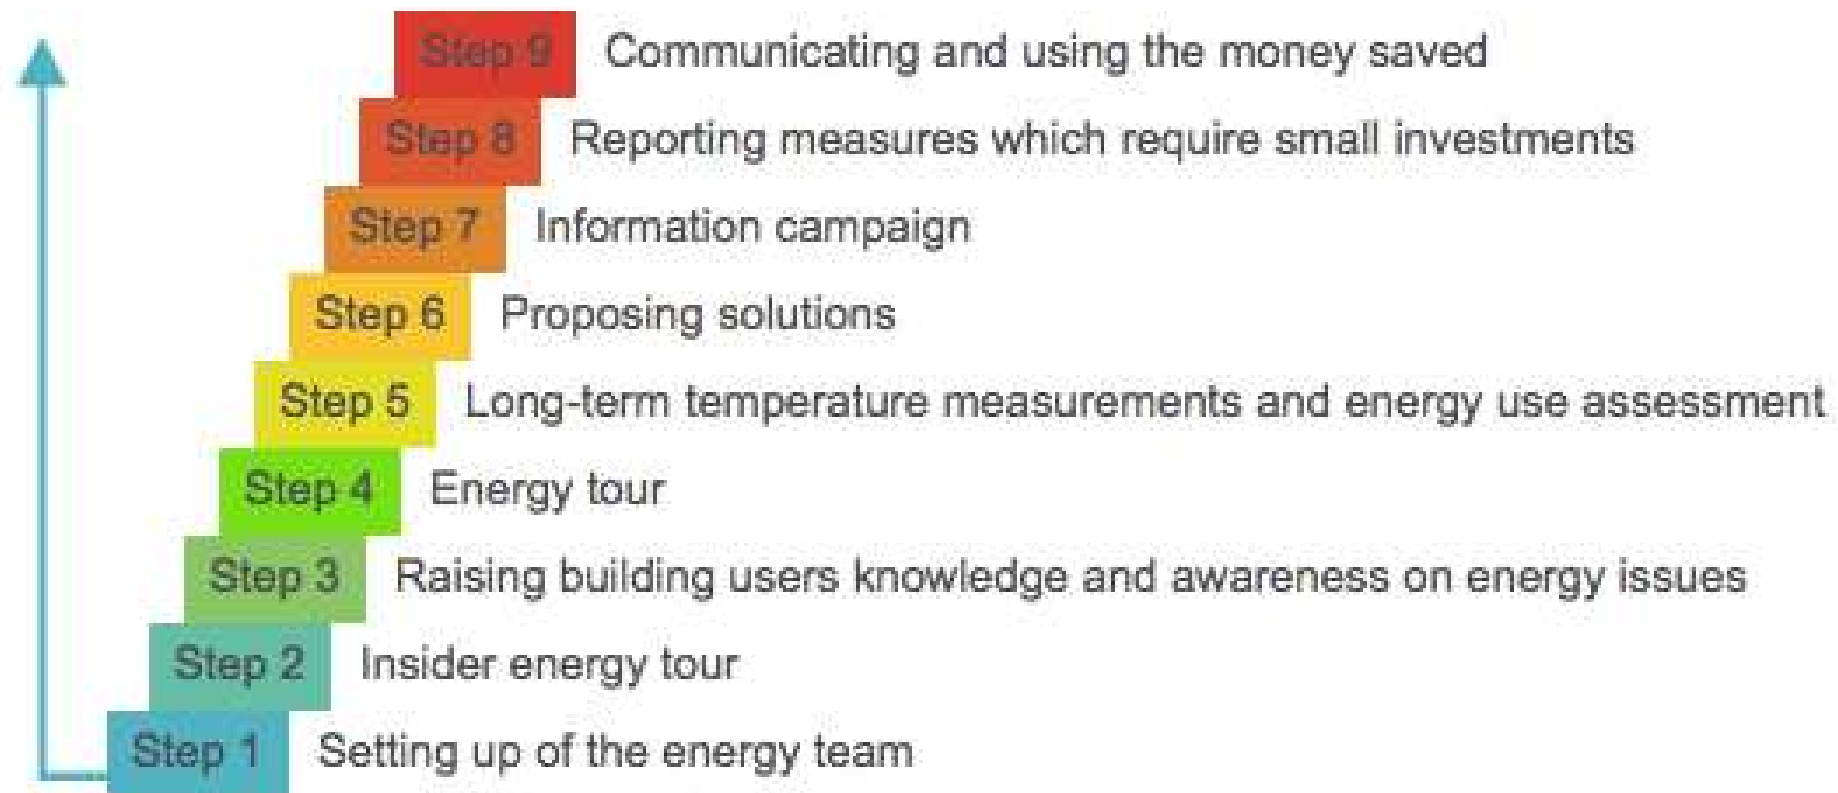 Step 9 Communicating and using the money saved
Step 8 Reporting measures which require small investments
Step 7 Information campaign
Step 6 Proposing solutions
Step 5 Long-term temperature measurements and energy use assessment
Step 4 Energy tour
Step 3 Raising building users knowledge and awareness on energy issues
Step 2 Insider energy tour
Step 1 Setting up of the energy team